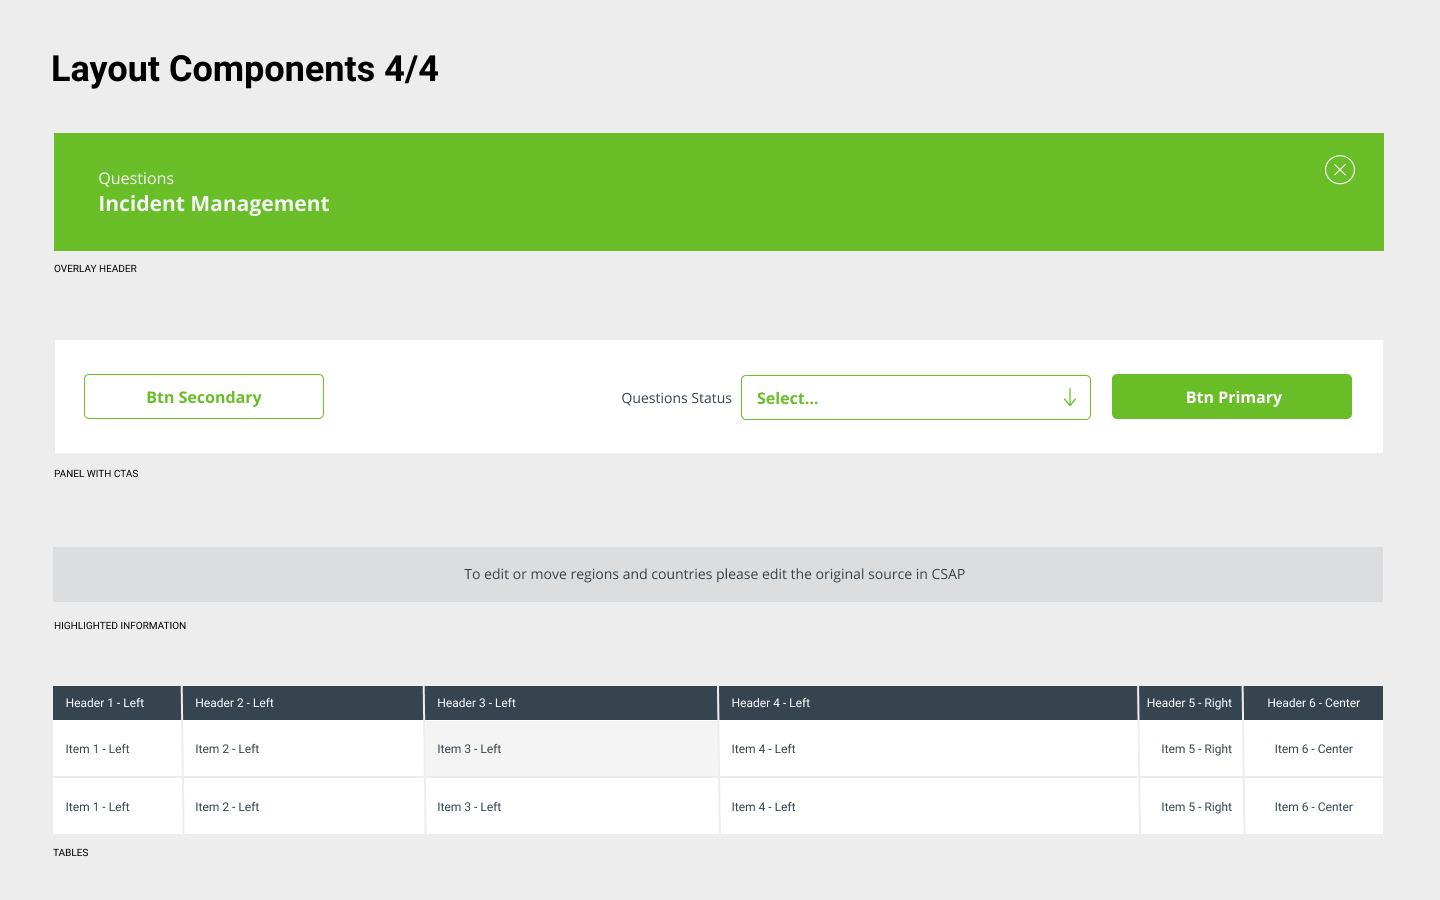 Layout Components 4/4
Questions
Incident Management
OVERLAY HEADER
Btn Secondary
Questions Status
Select...
Btn Primary
PANEL WITH CTAS
To edit or move regions and countries please edit the original source in CSAP
HIGHLIGHTED INFORMATION
Header 1 - Left Header 2 - Left Header 3 - Left Header 4 - Left Header 5 - Right Header 6 - Center
Item 1 - Left Item 2 - Left Item 3 - Left Item 4 - Left Item 5 - Right Item 6 - Center
Item 1 - Left Item 2 - Left Item 3 - Left Item 4 - Left Item 5 - Right Item 6 - Center
TABLES